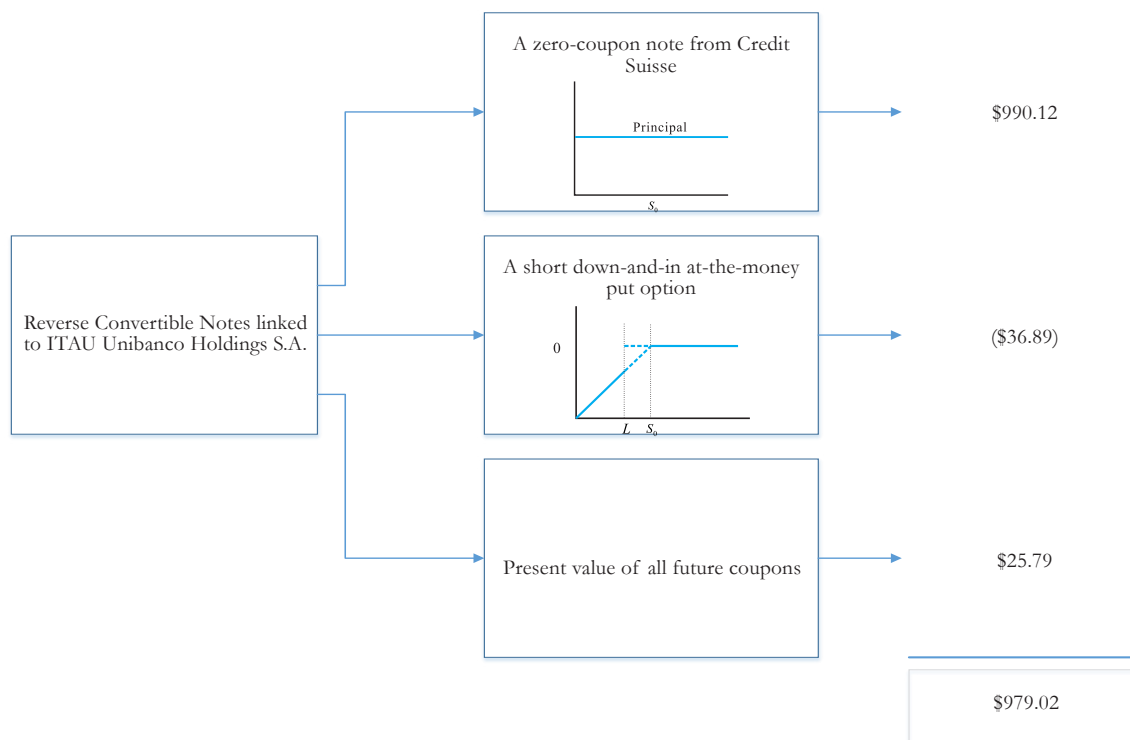 A zero-coupon note from Credit
Suisse
Principal
S₀
$990.12
Reverse Convertible Notes linked
to ITAU Unibanco Holdings S.A.
A short down-and-in at-the-money
put option
0
L S₀
($36.89)
Present value of all future coupons
$25.79
$979.02